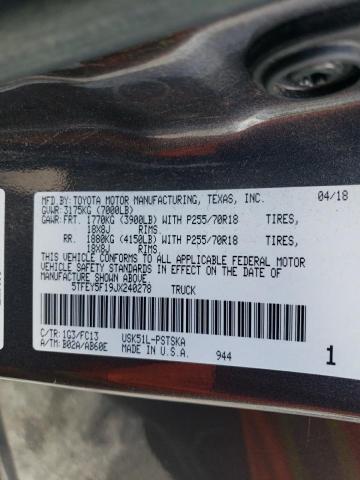 MFD.BY:TOYOTA MOTOR MANUFACTURING, TEXAS, INC. 04/18
GVWR:3175KG (7000LB)
GAWR:FRT. 1770KG (3900LB) WITH P255/70R18 TIRES,
18X8J RIMS.
RR. 1880KG (4150LB) WITH P255/70R18 TIRES,
18X8J RIMS.
THIS VEHICLE CONFORMS TO ALL APPLICABLE FEDERAL MOTOR
VEHICLE SAFETY STANDARDS IN EFFECT ON THE DATE OF
MANUFACTURE SHOWN ABOVE.
5TFEY5F19JX240278 TRUCK
C/TR:1G3/FC13 USK51L-PSTSKA
A/TM:B02A/AB60E MADE IN U.S.A. 944 1